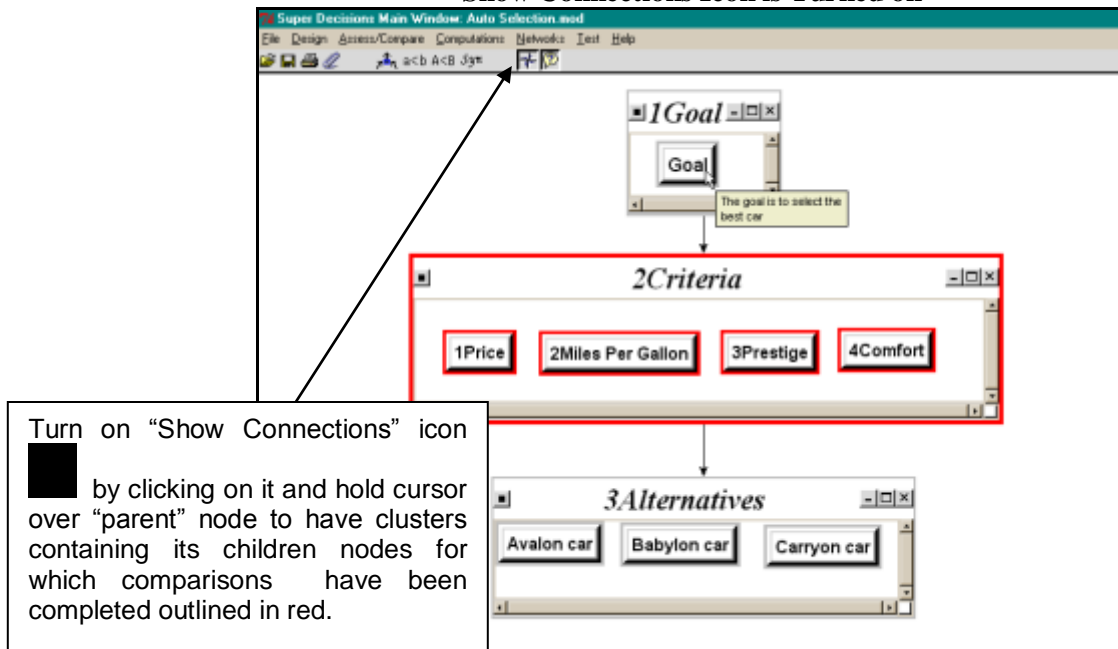 Show Connections Icon is Turned on
Super Decisions Main Window: Auto Selection.mod
File Design Assess/Compare Computations Networks Test Help
a<b A<B
1Goal
Goal
The goal is to select the
best car
2Criteria
1Price
2Miles Per Gallon
3Prestige
4Comfort
Turn on “Show Connections” icon
by clicking on it and hold cursor
over “parent” node to have clusters
containing its children nodes for
which comparisons have been
completed outlined in red.
3Alternatives
Avalon car
Babylon car
Carryon car